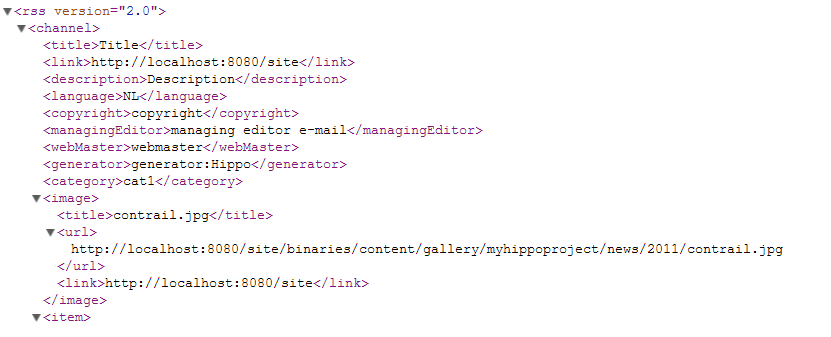 <rss version="2.0">
<channel>
<title>Title</title>
<link>http://localhost:8080/site</link>
<description>Description</description>
<language>NL</language>
<copyright>copyright</copyright>
<managingEditor>managing editor e-mail</managingEditor>
<webMaster>webmaster</webMaster>
<generator>generator:Hippo</generator>
<category>cat1</category>
<image>
<title>contrail.jpg</title>
<url>
http://localhost:8080/site/binaries/content/gallery/myhippoproject/news/2011/contrail.jpg
</url>
<link>http://localhost:8080/site</link>
</image>
<item>